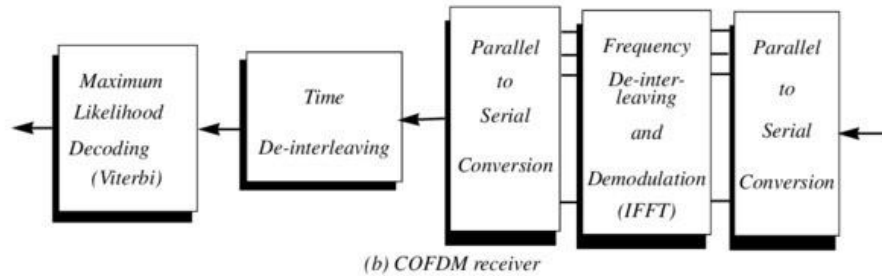 Maximum
Likelihood
Decoding
(Viterbi)
Time
De-interleaving
Parallel
to
Serial
Conversion
Frequency
De-inter-
leaving
and
Demodulation
(IFFT)
Parallel
to
Serial
Conversion
(b) COFDM receiver